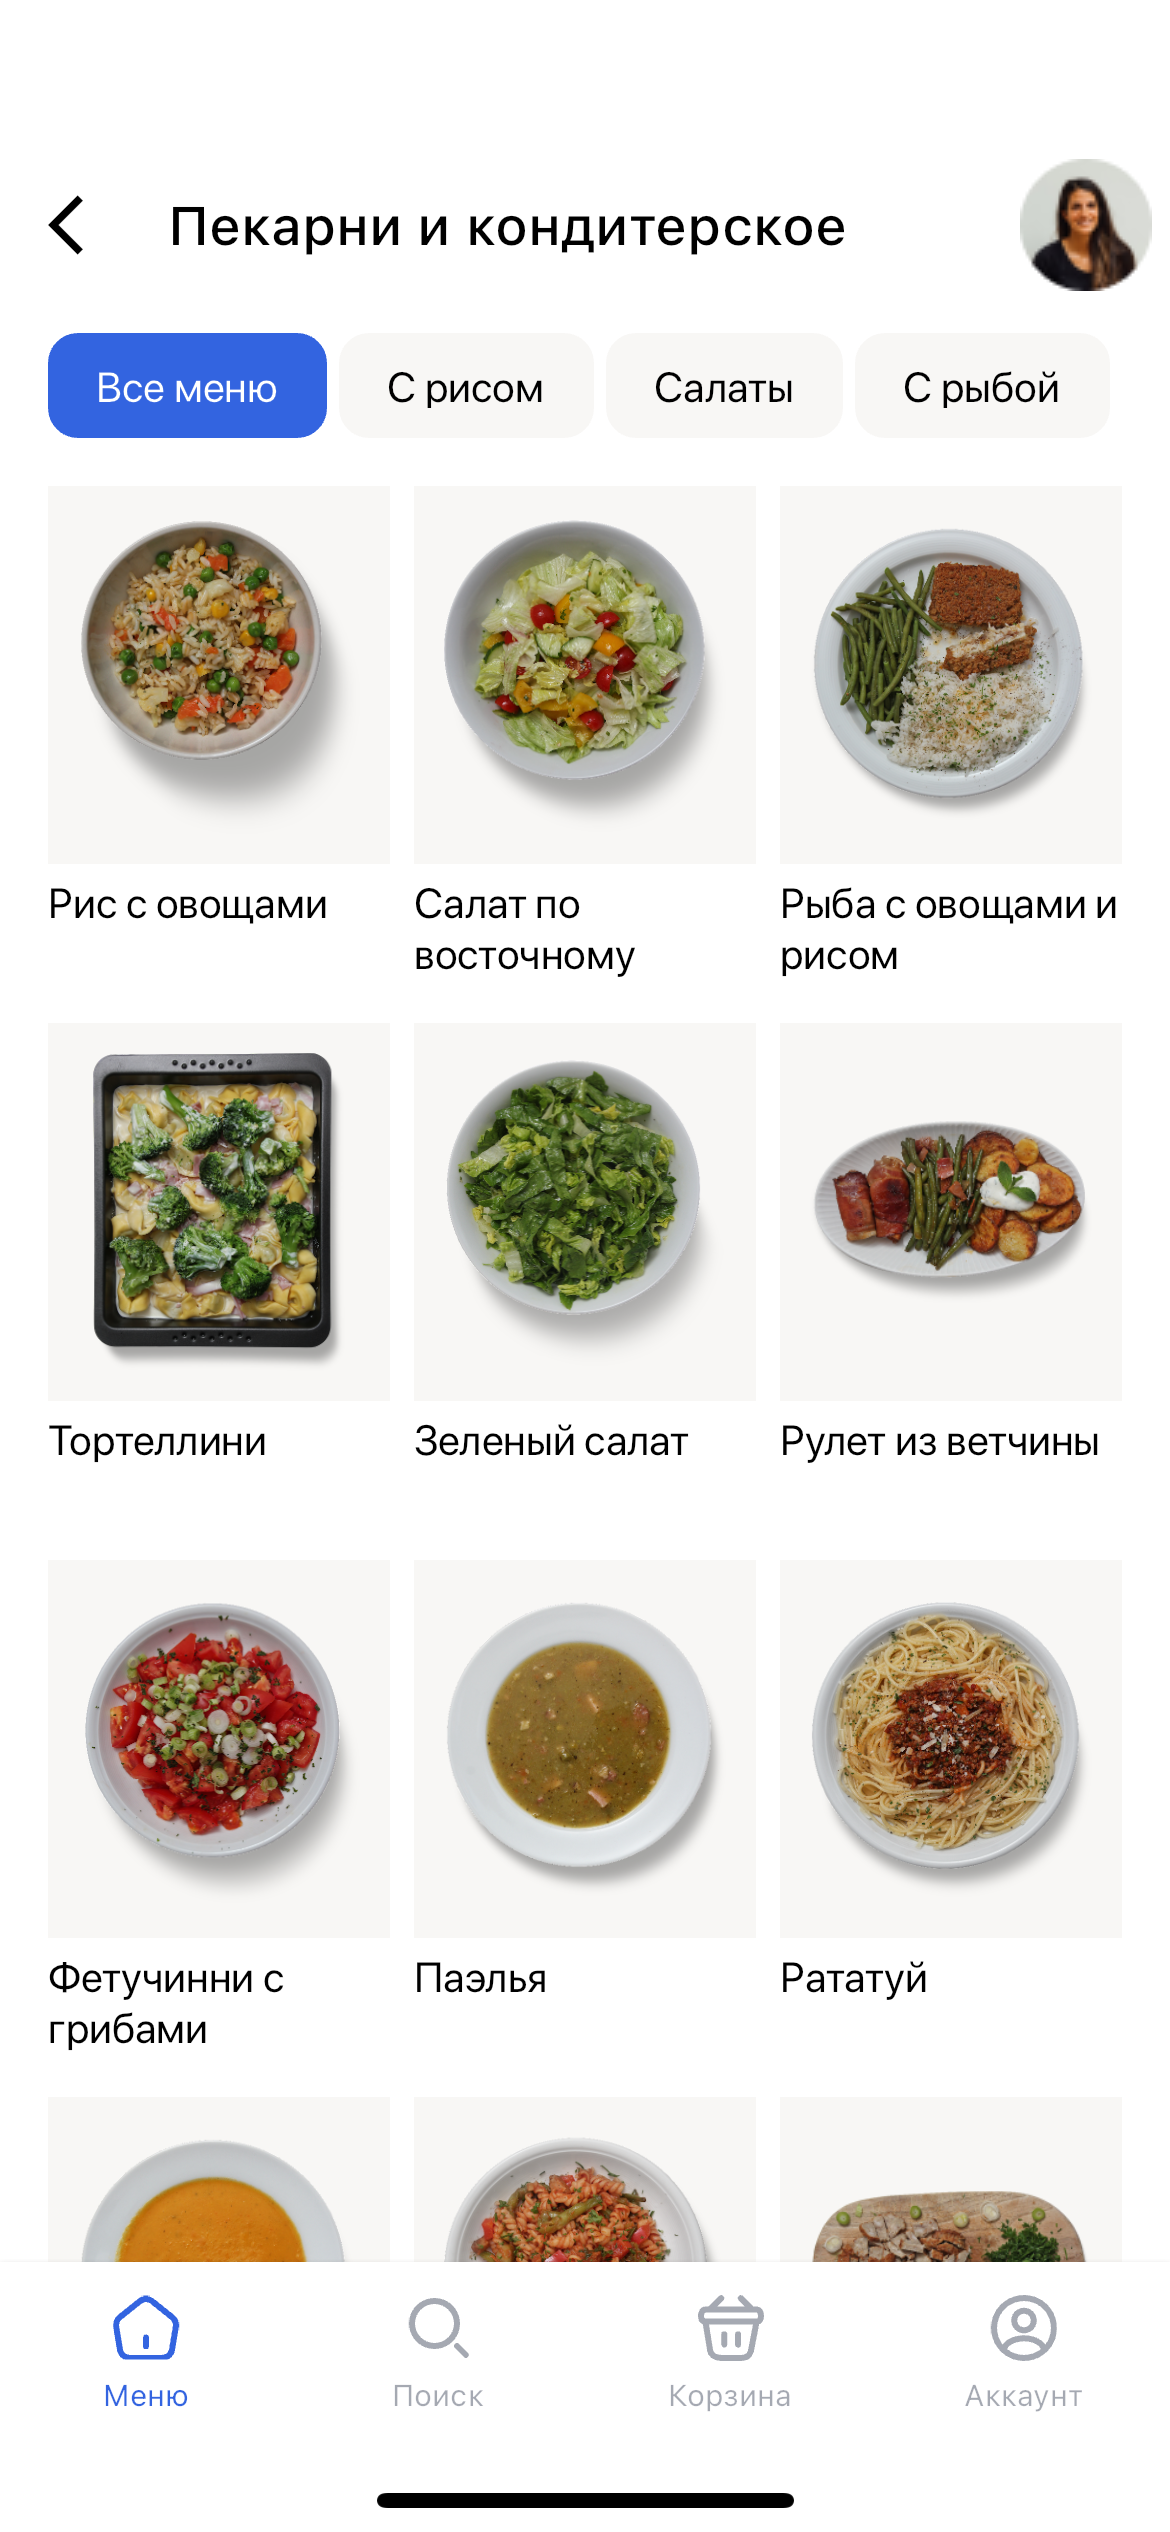 Пекарни и кондитерское
Все меню
С рисом
Салаты
С рыбой
Рис с овощами
Салат по
восточному
Рыба с овощами и
рисом
Тортеллини
Зеленый салат
Рулет из ветчины
Фетучинни с
грибами
Паэлья
Рататуй
Меню
Поиск
Корзина
Аккаунт